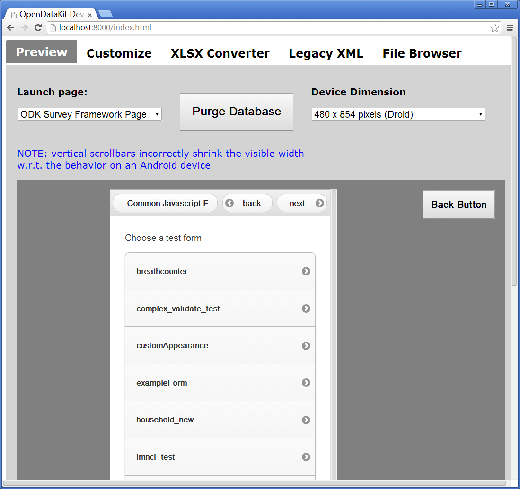 OpenDataKit Dev
localhost:8000/index.html
Preview
Customize
XLSX Converter
Legacy XML
File Browser
Launch page:
Device Dimension
ODK Survey Framework Page
Purge Database
480 x 854 pixels (Droid)
NOTE: vertical scrollbars incorrectly shrink the visible width
w.r.t. the behavior on an Android device
Back Button
Common Javascript F
back
next
Choose a test form
breathcounter
complex_validate_test
customAppearance
exampleForm
household_new
imnci_test